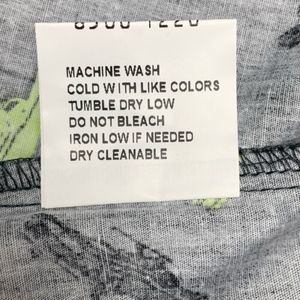 MACHINE WASH
COLD WITH LIKE COLORS
TUMBLE DRY LOW
DO NOT BLEACH
IRON LOW IF NEEDED
DRY CLEANABLE